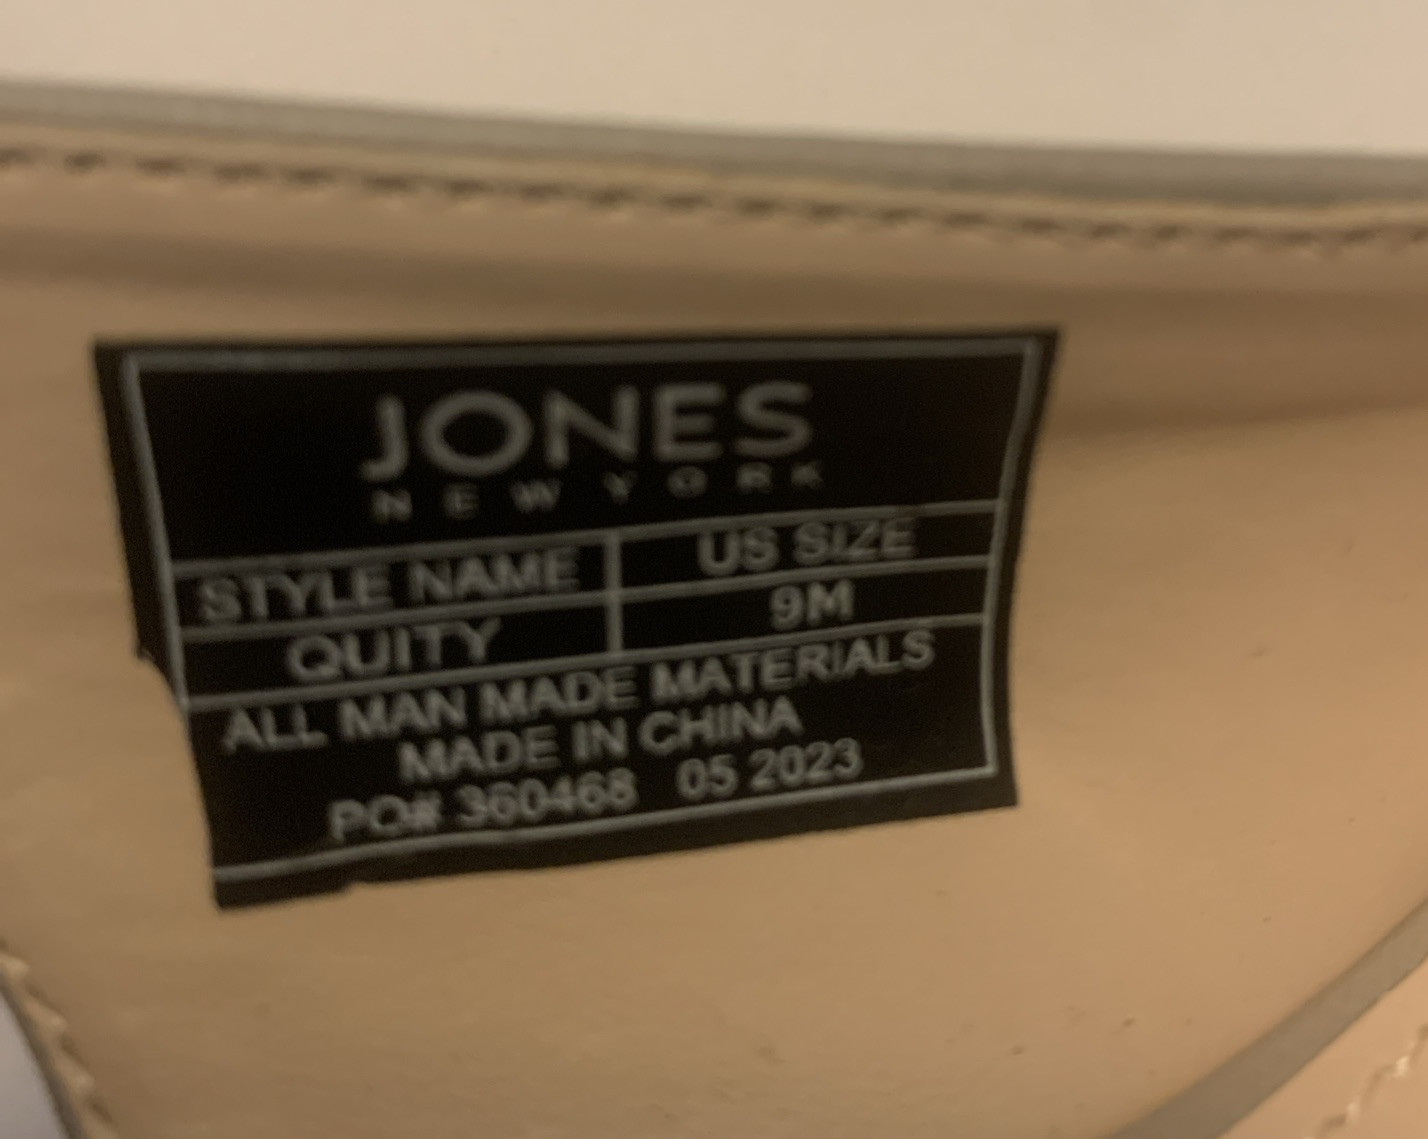 JONES
NEW YORK
STYLE NAME US SIZE
QUITY 9M
ALL MAN MADE MATERIALS
MADE IN CHINA
PO# 360468 05 2023